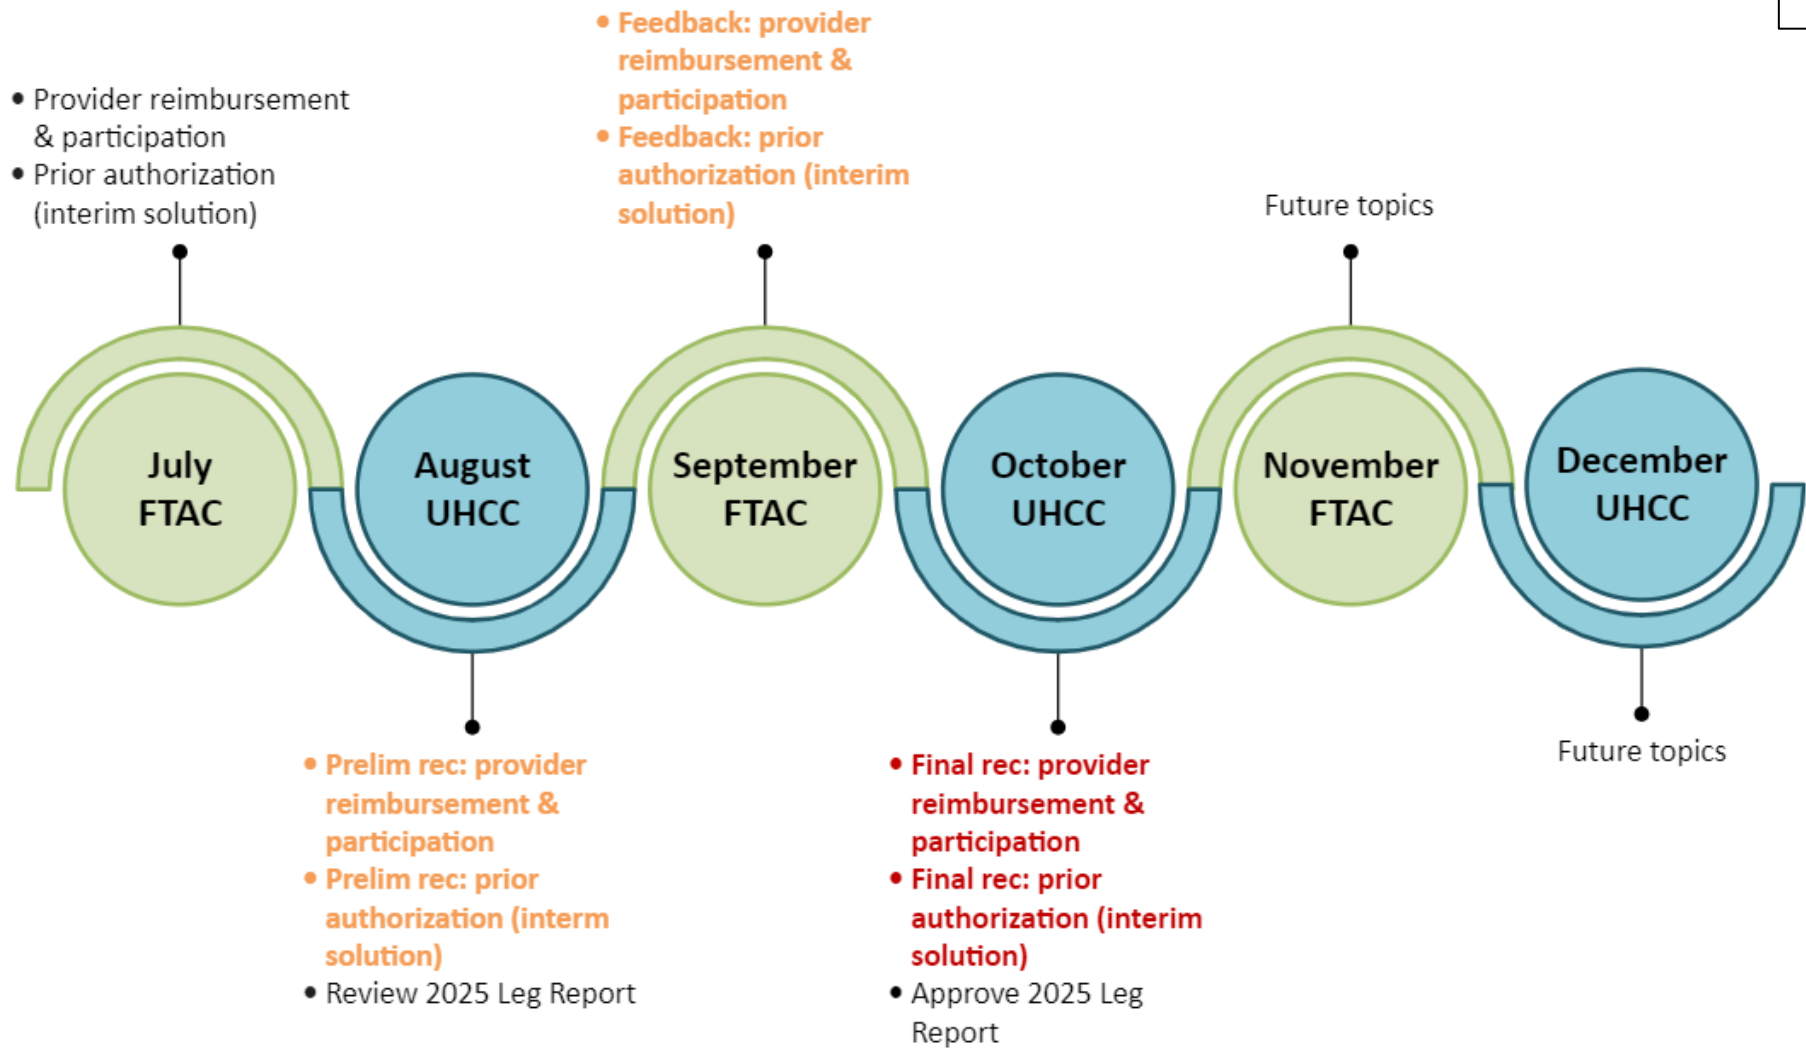 • Provider reimbursement
& participation
• Prior authorization
(interim solution)
• Feedback: provider
reimbursement &
participation
• Feedback: prior
authorization (interim
solution)
Future topics
July
FTAC
August
UHCC
September
FTAC
October
UHCC
November
FTAC
December
UHCC
• Prelim rec: provider
reimbursement &
participation
• Prelim rec: prior
authorization (interm
solution)
• Review 2025 Leg Report
• Final rec: provider
reimbursement &
participation
• Final rec: prior
authorization (interim
solution)
• Approve 2025 Leg
Report
Future topics